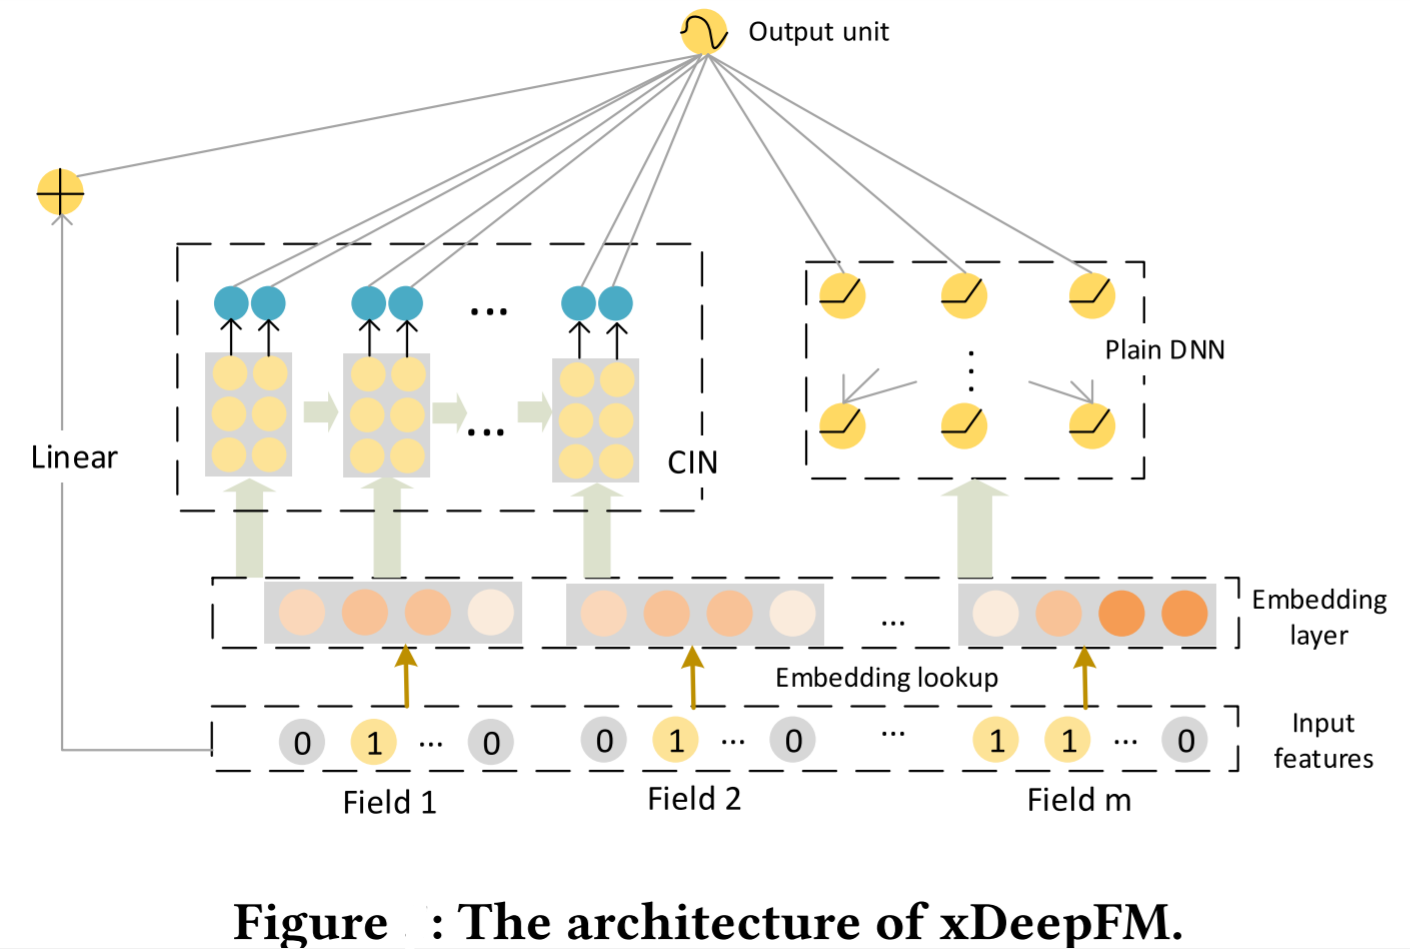 Output unit
...
Plain DNN
Linear
...
CIN
Embedding
layer
...
Embedding lookup
0 1 ... 0 0 1 ... 0 ... 1 1 ... 0
Input
features
Field 1 Field 2 Field m
Figure : The architecture of xDeepFM.